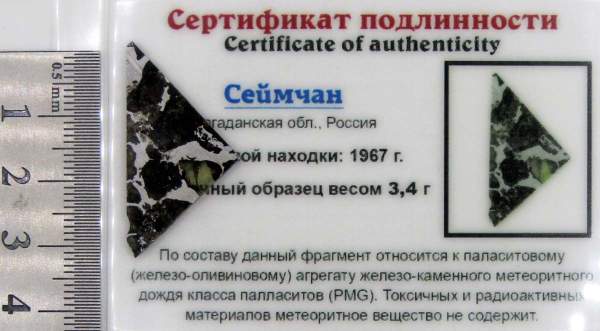 Сертификат подлинности
Certificate of authenticity
0.5 mm
Сеймчан
гаданская обл., Россия
ой находки: 1967 г.
ный образец весом 3,4 г
1
2
3
4
По составу данный фрагмент относится к паласитовому
(железо-оливиновому) агрегату железо-каменного метеоритного
дождя класса палласитов (PMG). Токсичных и радиоактивных
материалов метеоритное вещество не содержит.